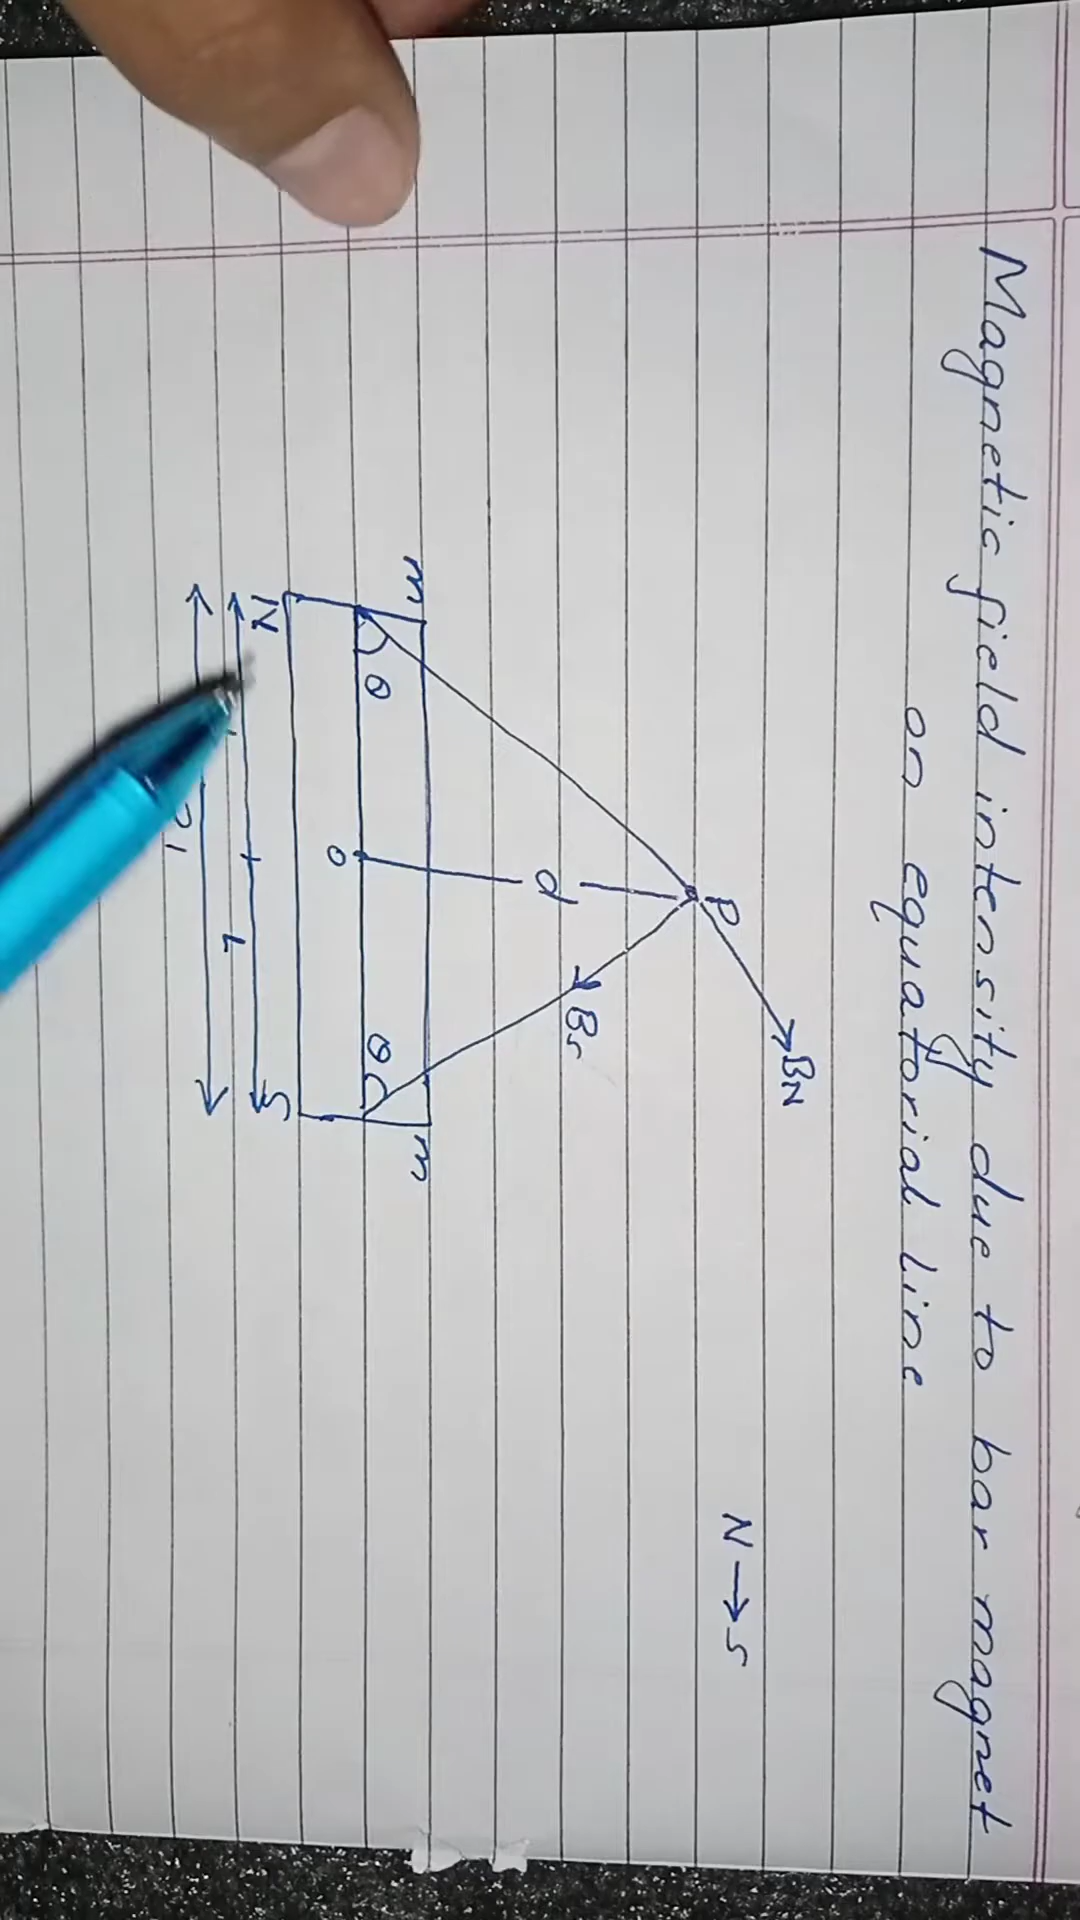 Magnetic field intensity due to bar magnet
on equatorial line
N → S
P
BN
BS
d
m
m
θ
θ
o
N
S
L